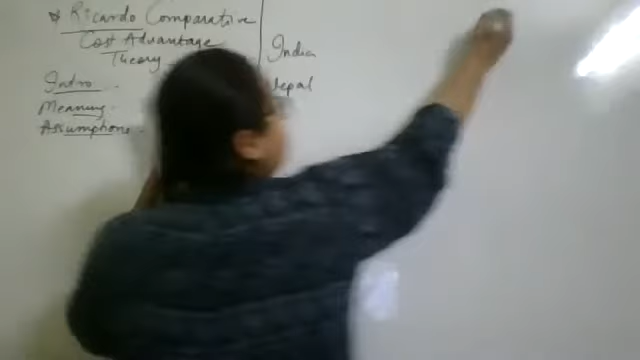 * Ricardo Comparative
Cost Advantage
Theory
Intro.
Meaning.
Assumptions.
India
Nepal